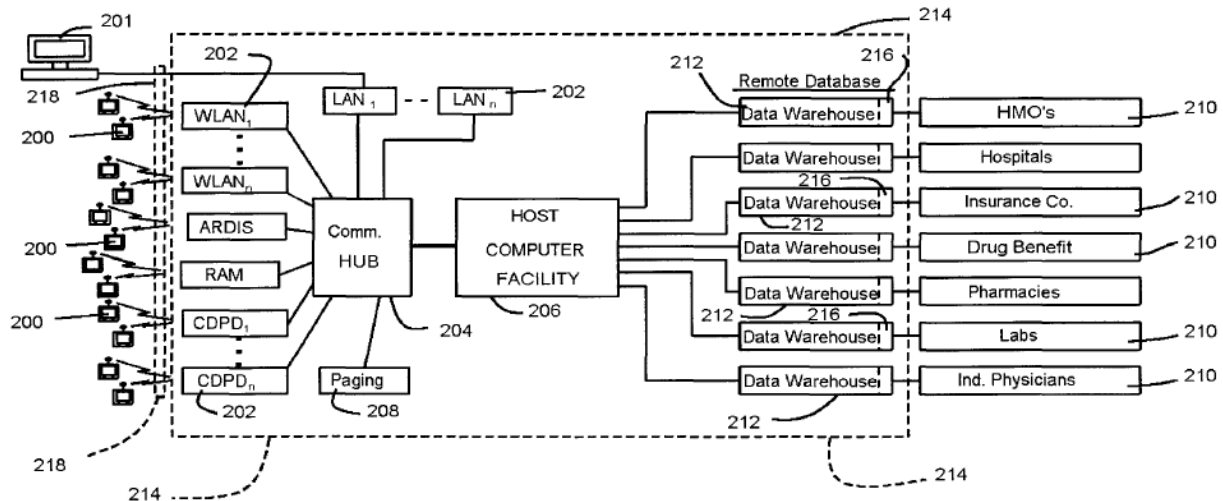 201
214
202
216
212
Remote Database
218
LAN 1
LAN n
202
200
WLAN1
Data Warehouse
HMO's
210
WLANn
Data Warehouse
Hospitals
216
ARDIS
Comm.
HUB
HOST
COMPUTER
FACILITY
Data Warehouse
Insurance Co.
210
212
200
RAM
Data Warehouse
Drug Benefit
210
200
CDPD1
204
206
Data Warehouse
Pharmacies
212
216
CDPDn
Paging
Data Warehouse
Labs
210
202
208
Data Warehouse
Ind. Physicians
210
212
218
214
214